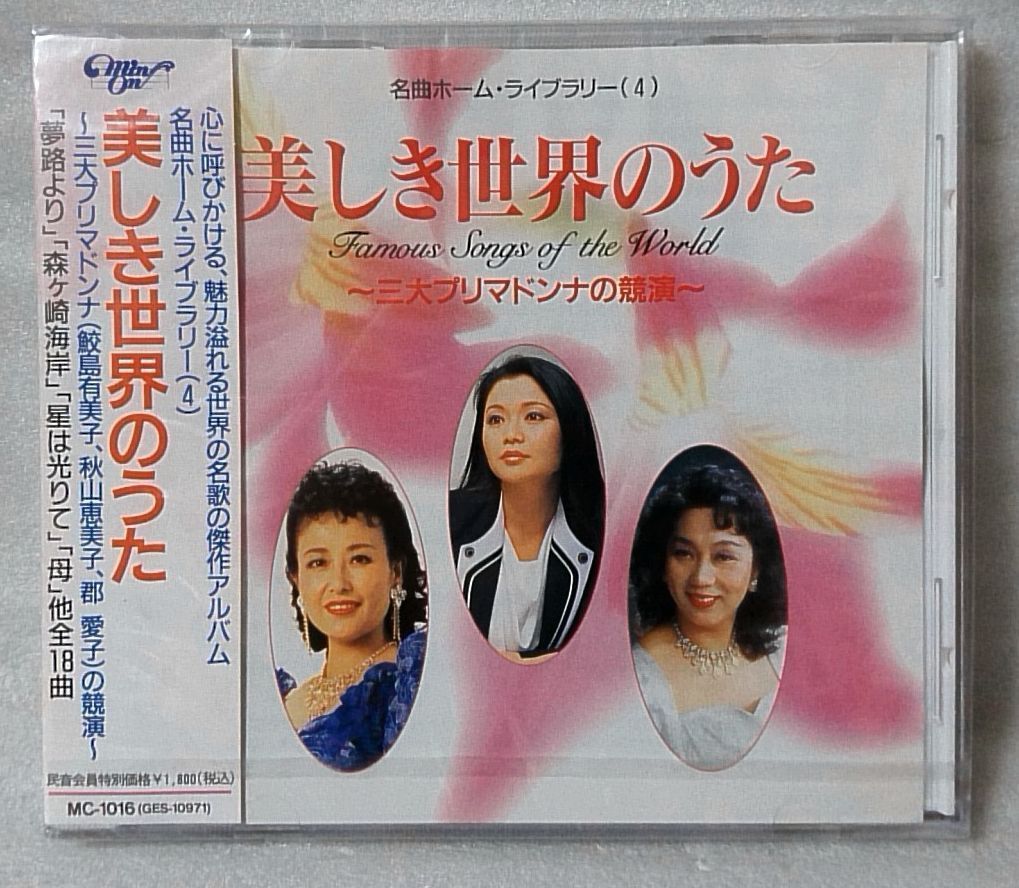 Min On
心に呼びかける、魅力溢れる世界の名歌の傑作アルバム
名曲ホーム・ライブラリー(4)
美しき世界のうた
～三大プリマドンナ(鮫島有美子、秋山恵美子、郡 愛子)の競演～
「夢路より」「森ヶ崎海岸」「星は光りて」「母」他全18曲
民音会員特別価格¥1,800(税込)
MC-1016(GES-10971)
名曲ホーム・ライブラリー(4)
美しき世界のうた
Famous Songs of the World
～三大プリマドンナの競演～